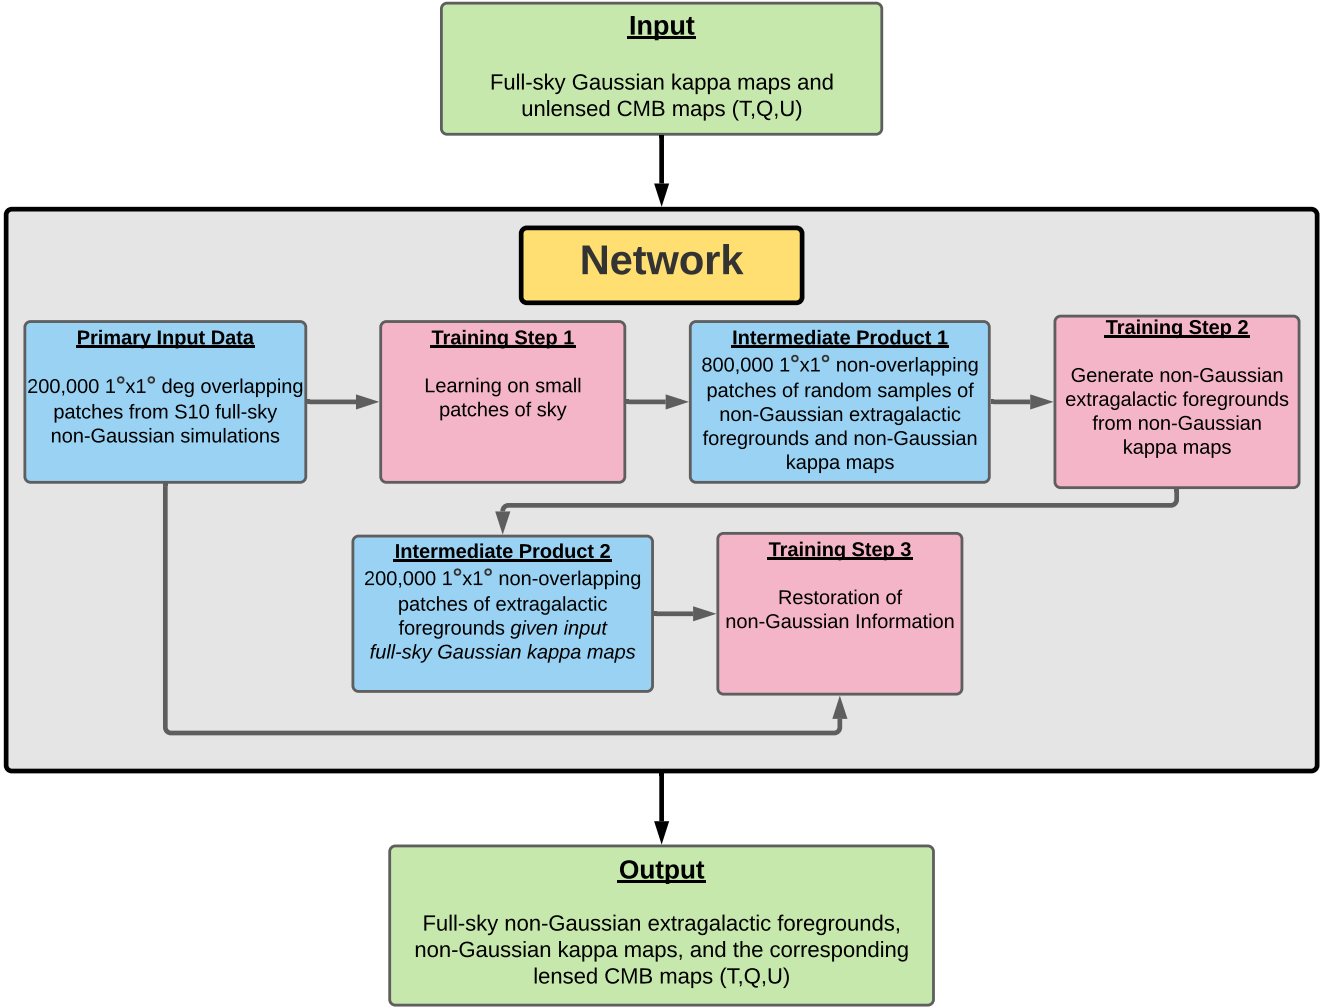 Input
Full-sky Gaussian kappa maps and
unlensed CMB maps (T,Q,U)
Network
Primary Input Data
200,000 1°x1° deg overlapping
patches from S10 full-sky
non-Gaussian simulations
Training Step 1
Learning on small
patches of sky
Intermediate Product 1
800,000 1°x1° non-overlapping
patches of random samples of
non-Gaussian extragalactic
foregrounds and non-Gaussian
kappa maps
Training Step 2
Generate non-Gaussian
extragalactic foregrounds
from non-Gaussian
kappa maps
Intermediate Product 2
200,000 1°x1° non-overlapping
patches of extragalactic
foregrounds given input
full-sky Gaussian kappa maps
Training Step 3
Restoration of
non-Gaussian Information
Output
Full-sky non-Gaussian extragalactic foregrounds,
non-Gaussian kappa maps, and the corresponding
lensed CMB maps (T,Q,U)